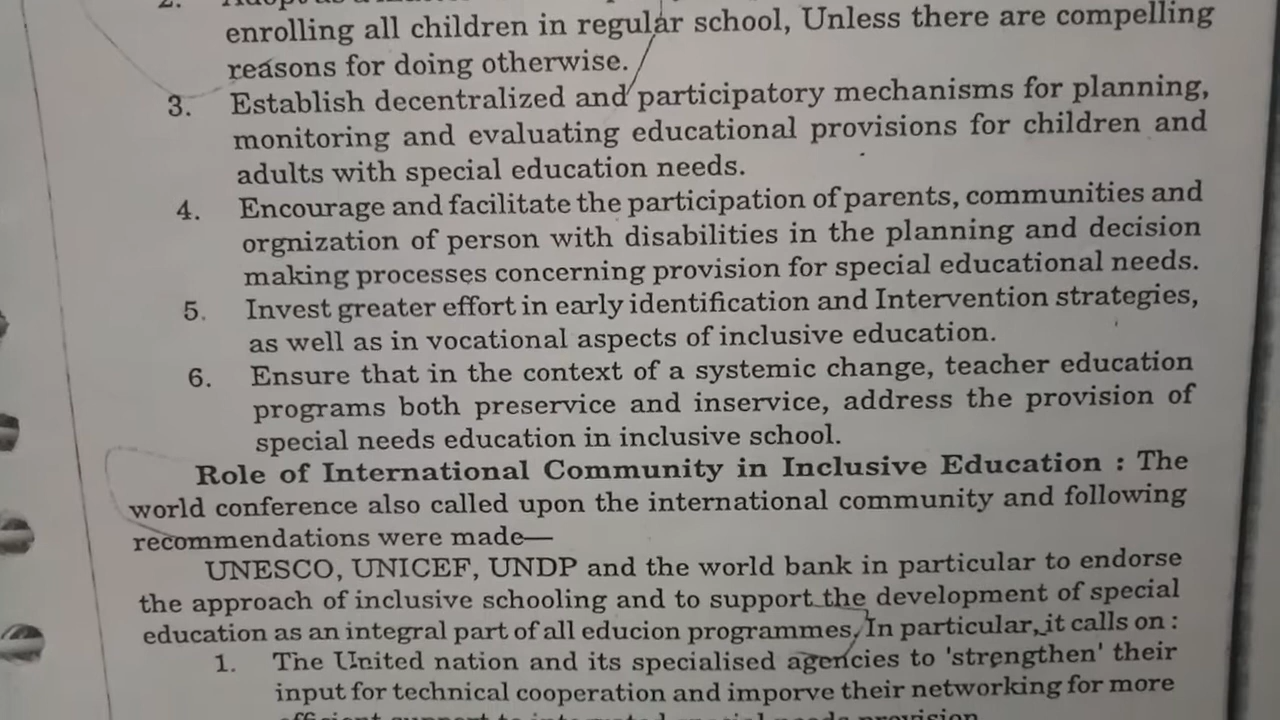 2.
enrolling all children in regular school, Unless there are compelling
reasons for doing otherwise.
3. Establish decentralized and participatory mechanisms for planning,
monitoring and evaluating educational provisions for children and
adults with special education needs.
4. Encourage and facilitate the participation of parents, communities and
orgnization of person with disabilities in the planning and decision
making processes concerning provision for special educational needs.
5. Invest greater effort in early identification and Intervention strategies,
as well as in vocational aspects of inclusive education.
6. Ensure that in the context of a systemic change, teacher education
programs both preservice and inservice, address the provision of
special needs education in inclusive school.
Role of International Community in Inclusive Education : The
world conference also called upon the international community and following
recommendations were made—
UNESCO, UNICEF, UNDP and the world bank in particular to endorse
the approach of inclusive schooling and to support the development of special
education as an integral part of all educion programmes, In particular, it calls on :
1. The United nation and its specialised agencies to 'strengthen' their
input for technical cooperation and imporve their networking for more